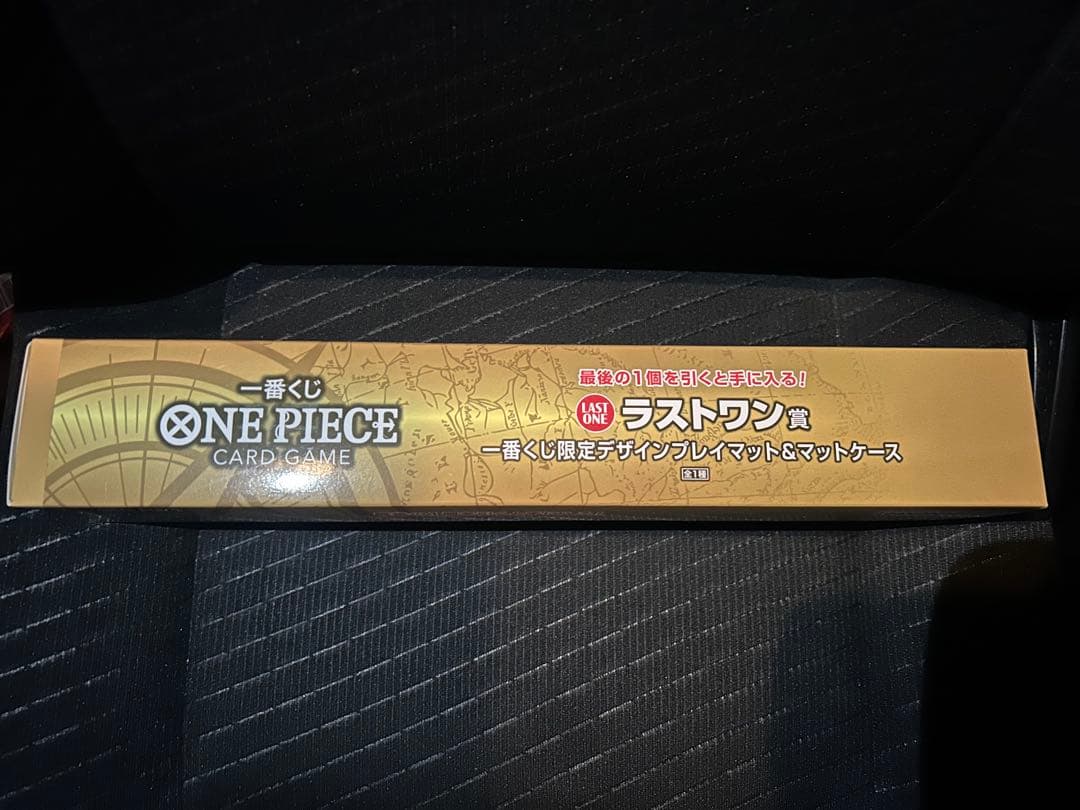 一番くじ
ONE PIECE
CARD GAME
最後の1個を引くと手に入る!
LAST
ONE
ラストワン賞
一番くじ限定デザインプレイマット&マットケース
全1種